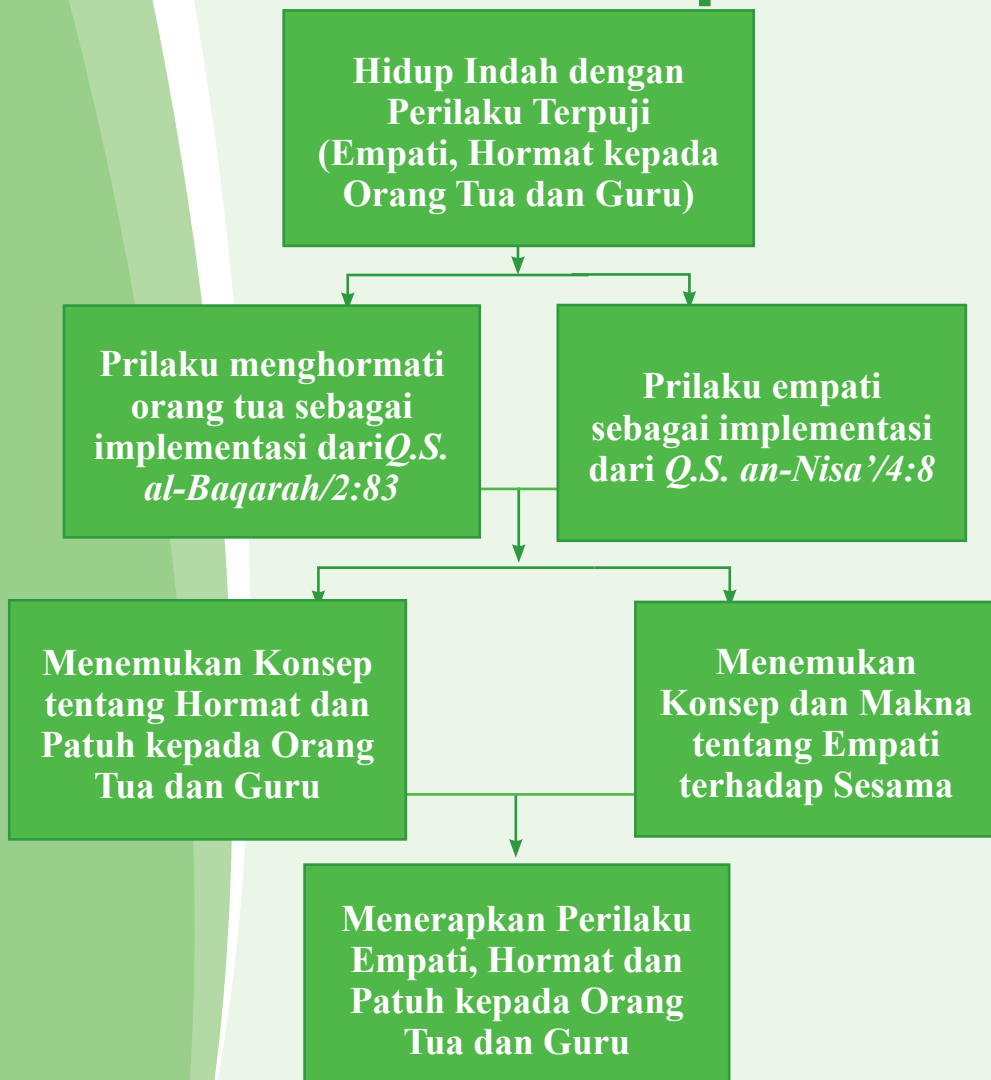 Hidup Indah dengan
Perilaku Terpuji
(Empati, Hormat kepada
Orang Tua dan Guru)
Prilaku menghormati
orang tua sebagai
implementasi dariQ.S.
al-Baqarah/2:83
Prilaku empati
sebagai implementasi
dari Q.S. an-Nisa’/4:8
Menemukan Konsep
tentang Hormat dan
Patuh kepada Orang
Tua dan Guru
Menemukan
Konsep dan Makna
tentang Empati
terhadap Sesama
Menerapkan Perilaku
Empati, Hormat dan
Patuh kepada Orang
Tua dan Guru